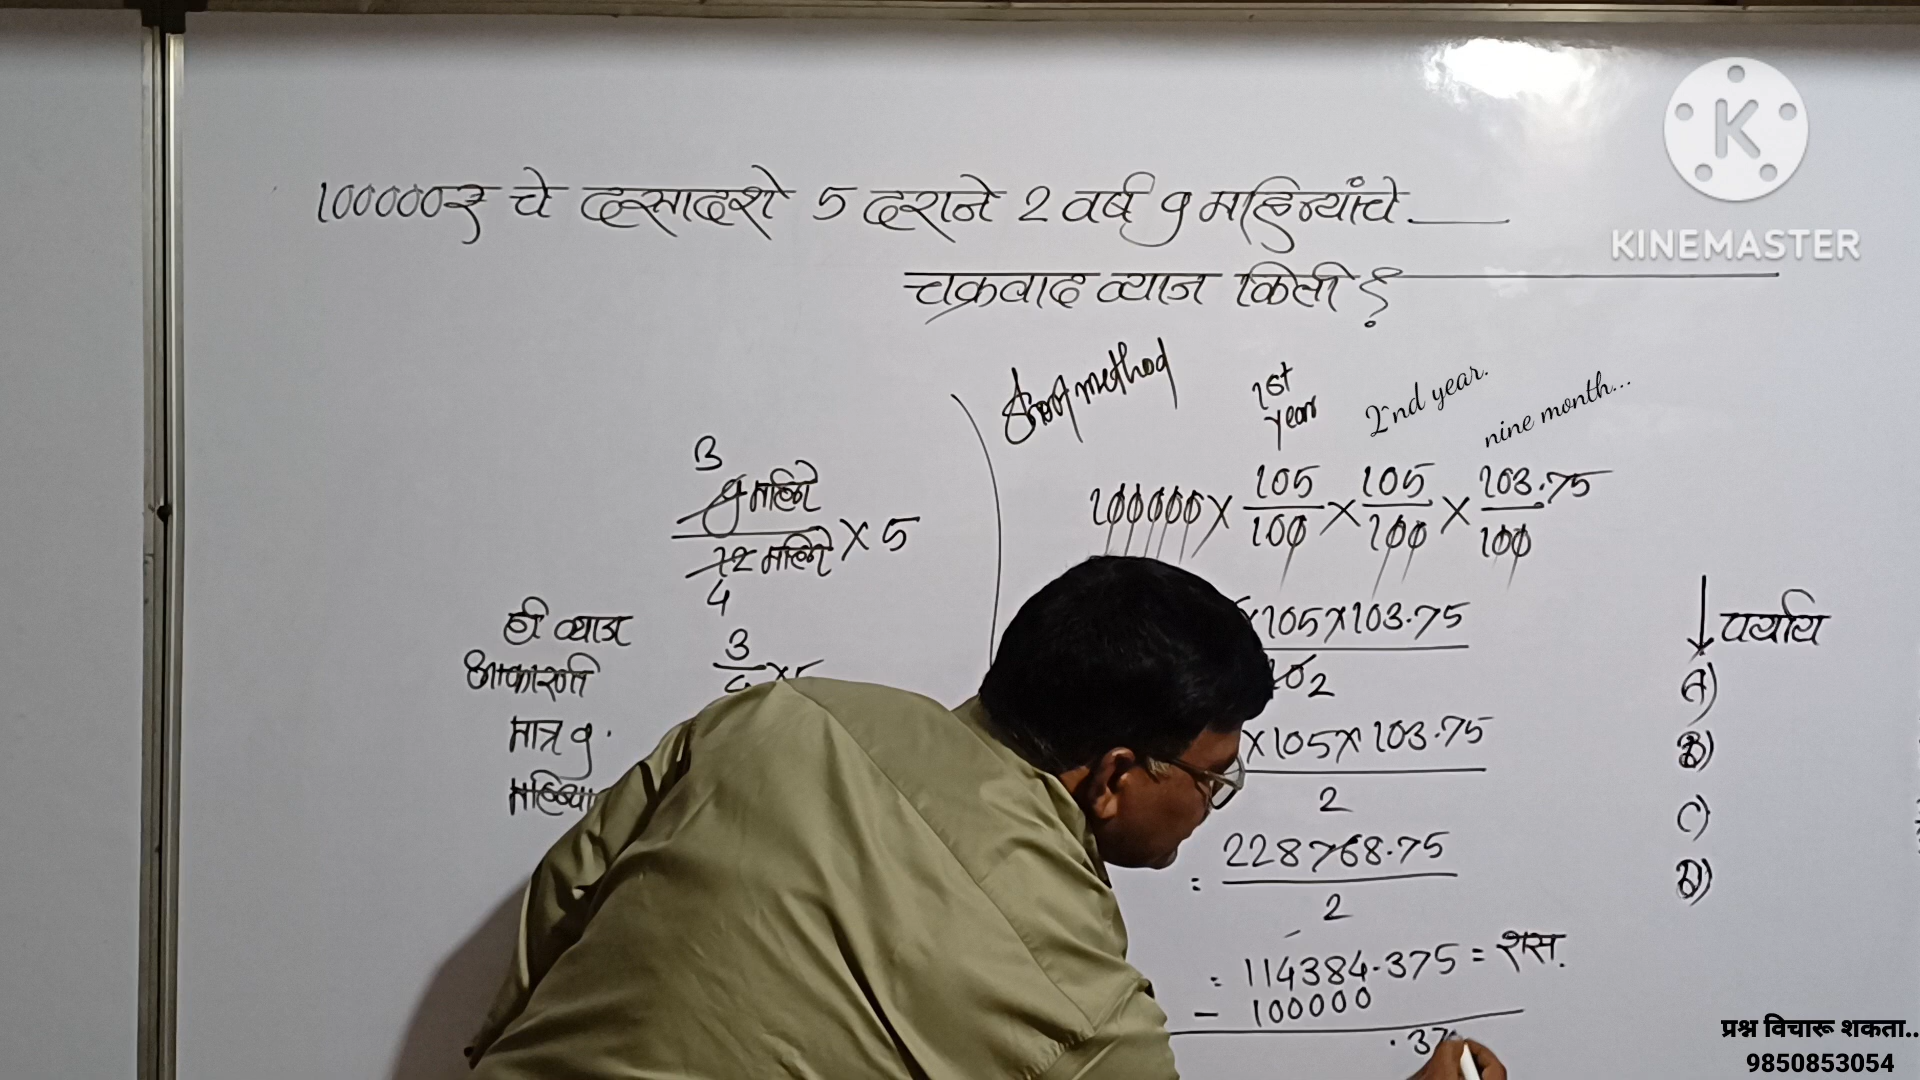 100000₹ चे दसादशे 5 दराने 2 वर्ष 9 महिन्यांचे
चक्रवाढ व्याज किती?
KINEMASTER
Short method
1st year
2nd year.
nine month...
3
9 महिने
12 महिने × 5
4
100000 × 105/100 × 105/100 × 103.75/100
ही व्याज
आकारणी
मात्र 9
3
×105×103.75
2
×105×103.75
2
= 228768.75
2
= 114384.375 = रास.
− 100000
.37
पर्याय
A)
B)
C)
D)
प्रश्न विचारू शकता..
9850853054